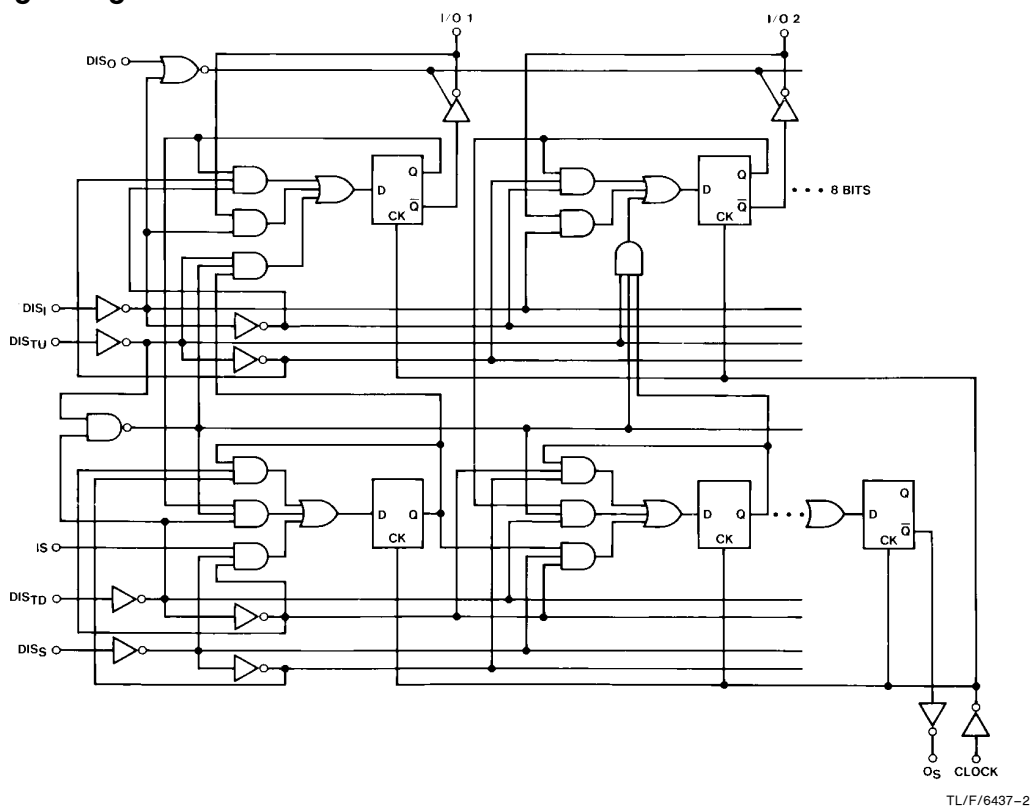 I/O 1
I/O 2
DISO
Q
D
Q
CK
Q
D
Q
CK
• • • 8 BITS
DISI
DISTU
D
Q
CK
D
Q
CK
• • •
Q
D
Q
CK
IS
DISTD
DISS
OS
CLOCK
TL/F/6437–2